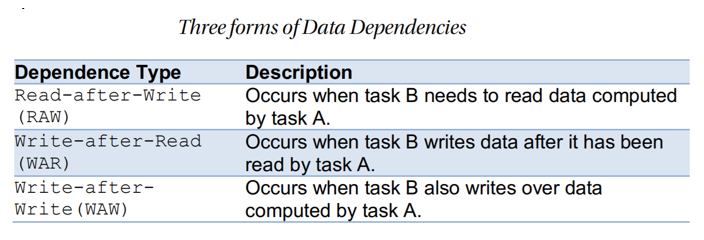 Three forms of Data Dependencies
Dependence Type Description
Read-after-Write Occurs when task B needs to read data computed
(RAW) by task A.
Write-after-Read Occurs when task B writes data after it has been
(WAR) read by task A.
Write-after- Occurs when task B also writes over data
Write(WAW) computed by task A.